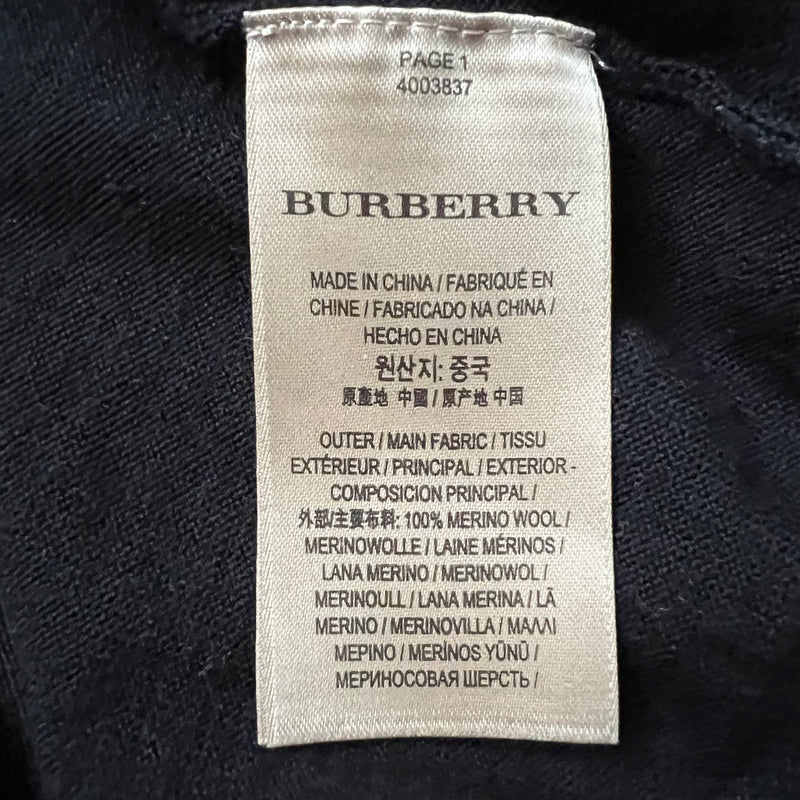 PAGE 1
4003837
BURBERRY
MADE IN CHINA / FABRIQUÉ EN
CHINE / FABRICADO NA CHINA /
HECHO EN CHINA
원산지: 중국
原產地 中國 / 原产地 中国
OUTER / MAIN FABRIC / TISSU
EXTÉRIEUR / PRINCIPAL / EXTERIOR -
COMPOSICION PRINCIPAL /
外部/主要布料: 100% MERINO WOOL /
MERINOWOLLE / LAINE MÉRINOS /
LANA MERINO / MERINOWOL /
MERINOULL / LANA MERINA / LÃ
MERINO / MERINOVILLA / ΜΑΛΛΙ
ΜΕΡΙΝΟ / MERİNOS YÜNÜ /
МЕРИНОСОВАЯ ШЕРСТЬ /